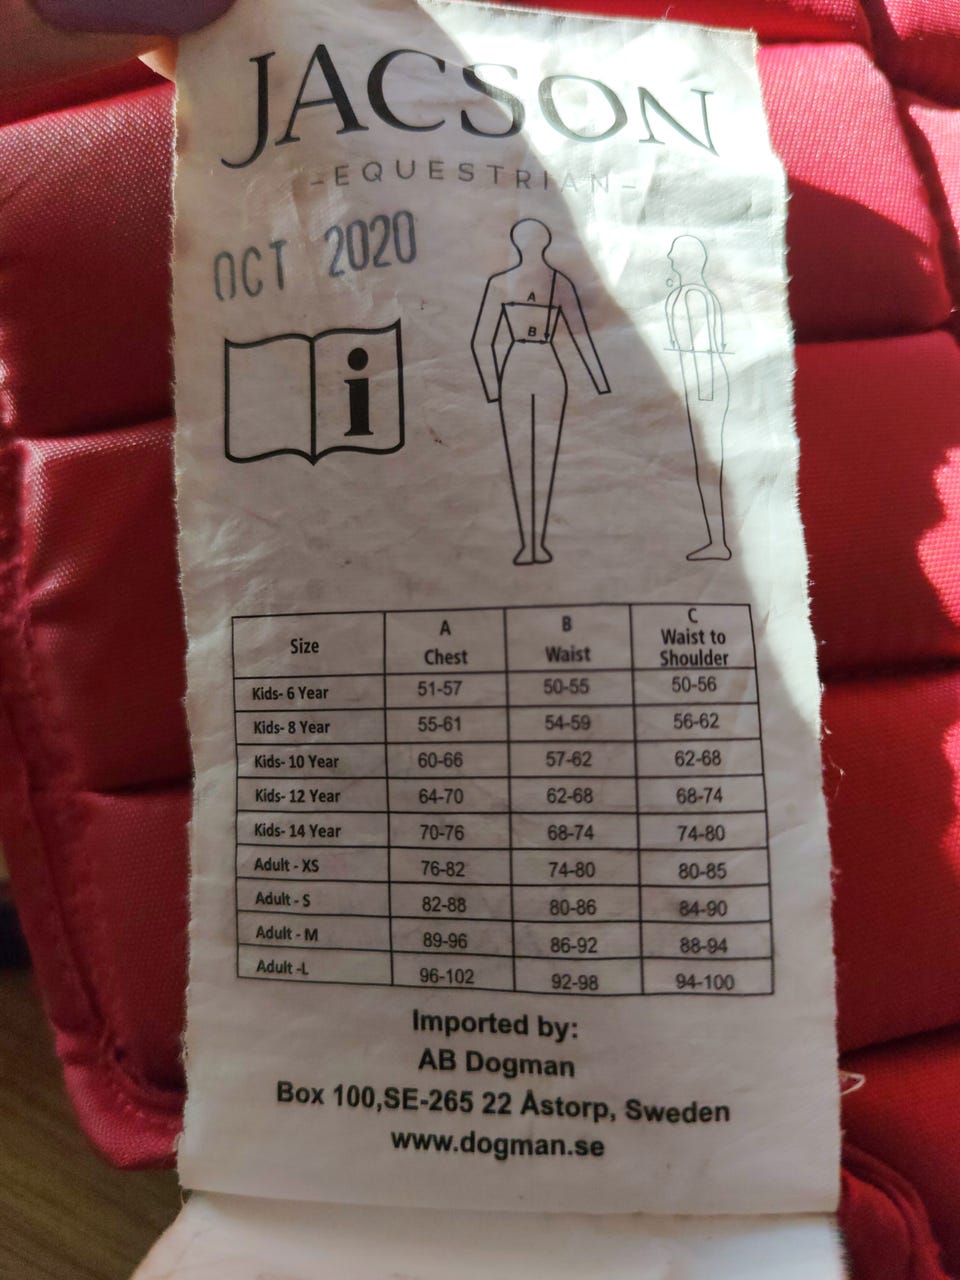 JACSON
-EQUESTRIAN-
OCT 2020
i
A
B
C
Size A Chest B Waist C Waist to Shoulder
Kids- 6 Year 51-57 50-55 50-56
Kids- 8 Year 55-61 54-59 56-62
Kids- 10 Year 60-66 57-62 62-68
Kids- 12 Year 64-70 62-68 68-74
Kids- 14 Year 70-76 68-74 74-80
Adult - XS 76-82 74-80 80-85
Adult - S 82-88 80-86 84-90
Adult - M 89-96 86-92 88-94
Adult -L 96-102 92-98 94-100
Imported by:
AB Dogman
Box 100,SE-265 22 Åstorp, Sweden
www.dogman.se